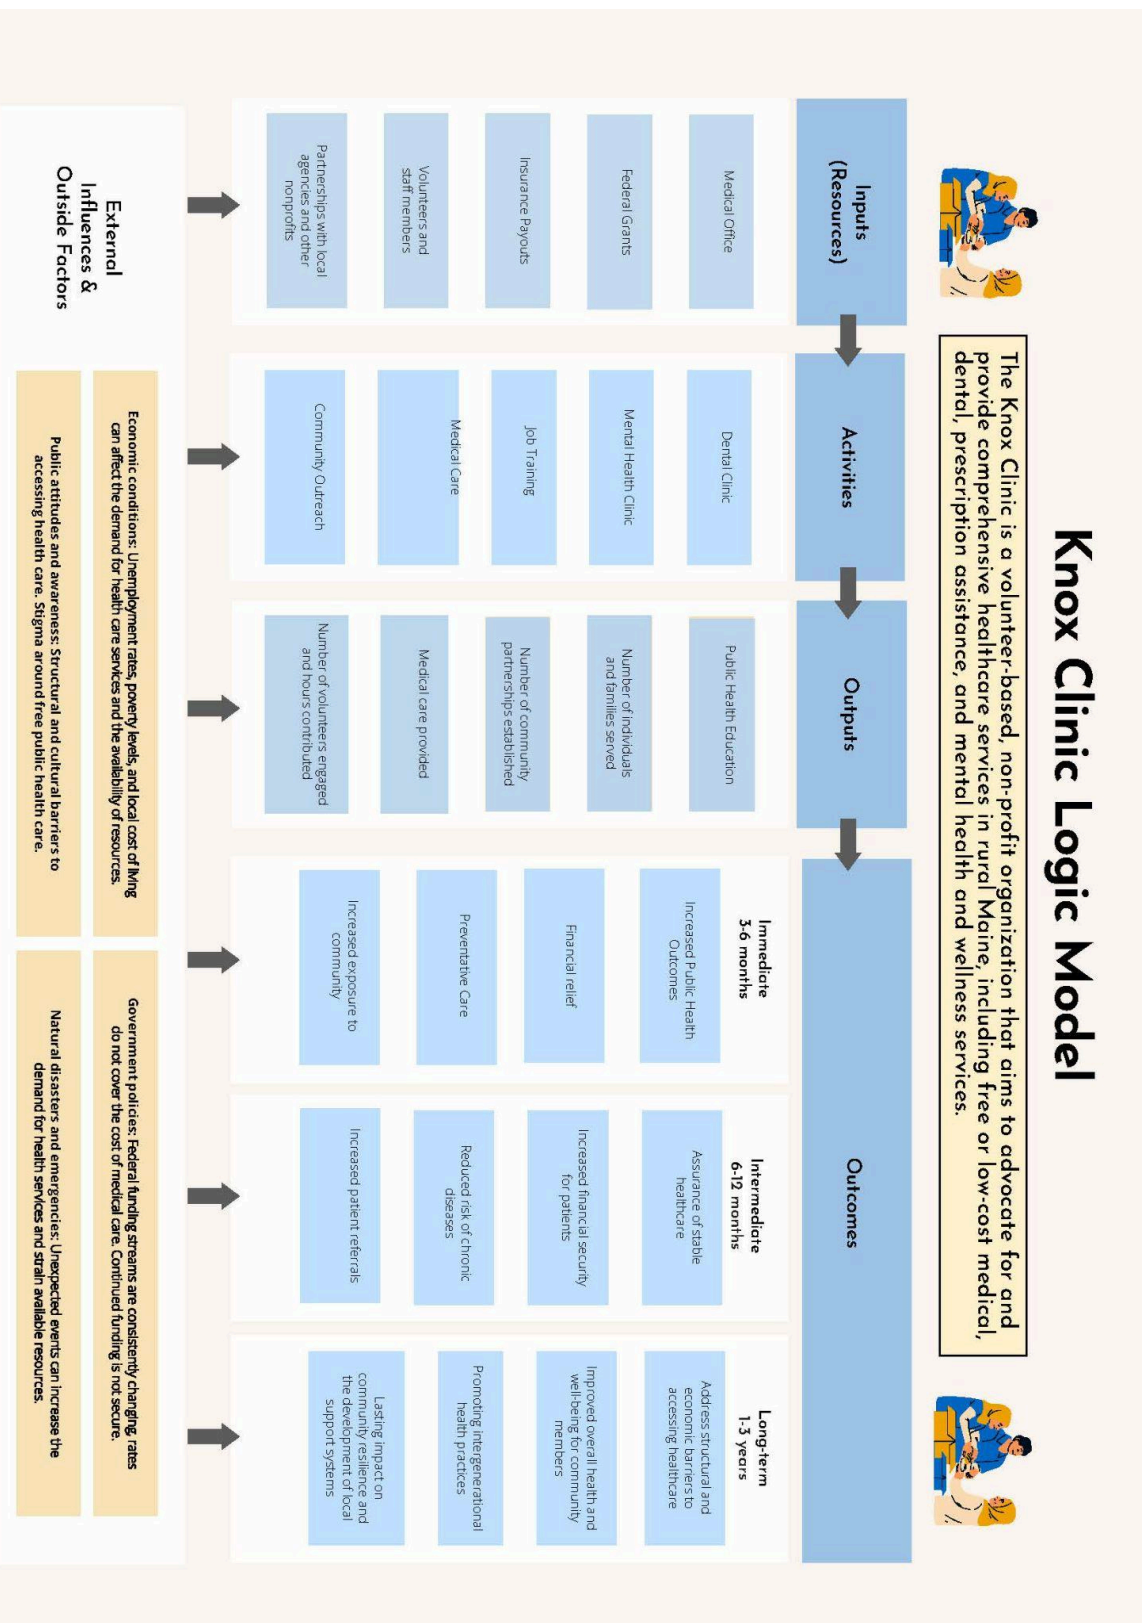 Knox Clinic Logic Model
The Knox Clinic is a volunteer-based, non-profit organization that aims to advocate for and
provide comprehensive healthcare services in rural Maine, including free or low-cost medical,
dental, prescription assistance, and mental health and wellness services.
Inputs
(Resources)
Medical Office
Federal Grants
Insurance Payouts
Volunteers and
staff members
Partnerships with local
agencies and other
nonprofits
Activities
Dental Clinic
Mental Health Clinic
Job Training
Medical Care
Community Outreach
Outputs
Public Health Education
Number of individuals
and families served
Number of community
partnerships established
Medical care provided
Number of volunteers engaged
and hours contributed
Outcomes
Immediate
3-6 months
Increased Public Health
Outcomes
Financial relief
Preventative Care
Increased exposure to
community
Intermediate
6-12 months
Assurance of stable
healthcare
Increased financial security
for patients
Reduced risk of chronic
diseases
Increased patient referrals
Long-term
1-3 years
Address structural and
economic barriers to
accessing healthcare
Improved overall health and
well-being for community
members
Promoting intergenerational
health practices
Lasting impact on
community resilience and
the development of local
support systems
External
Influences &
Outside Factors
Economic conditions: Unemployment rates, poverty levels, and local cost of living
can affect the demand for health care services and the availability of resources.
Government policies: Federal funding streams are consistently changing, rates
do not cover the cost of medical care. Continued funding is not secure.
Public attitudes and awareness: Structural and cultural barriers to
accessing health care. Stigma around free public health care.
Natural disasters and emergencies: Unexpected events can increase the
demand for health services and strain available resources.